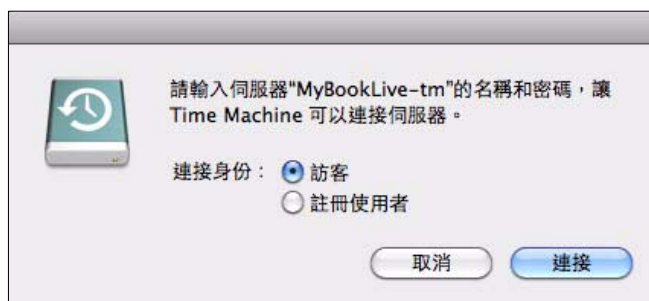 請輸入伺服器“MyBookLive-tm”的名稱和密碼，讓
Time Machine 可以連接伺服器。
連接身份： 訪客
註冊使用者
取消 連接